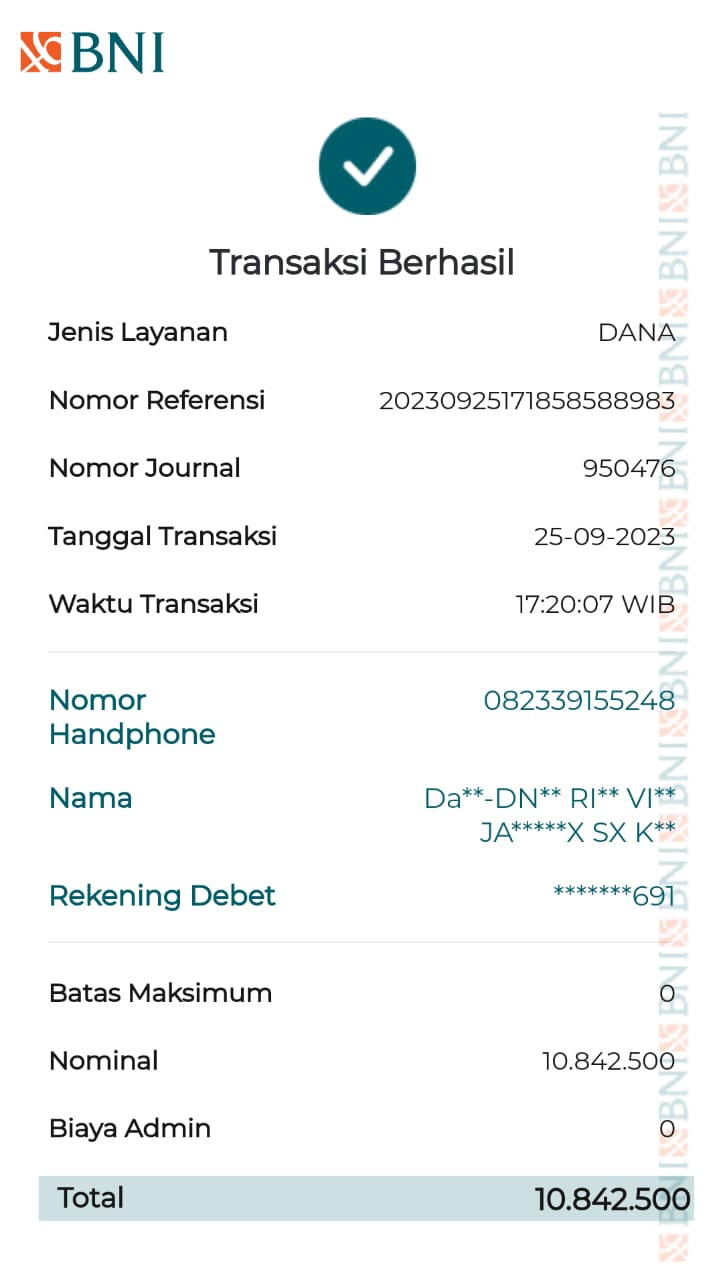 BNI
Transaksi Berhasil
Jenis Layanan DANA
Nomor Referensi 20230925171858588983
Nomor Journal 950476
Tanggal Transaksi 25-09-2023
Waktu Transaksi 17:20:07 WIB
Nomor Handphone 082339155248
Nama Da**-DN** RI** VI**
JA*****X SX K**
Rekening Debet *******691
Batas Maksimum 0
Nominal 10.842.500
Biaya Admin 0
Total 10.842.500
BNI BNI BNI BNI BNI BNI BNI BNI BNI BNI BNI